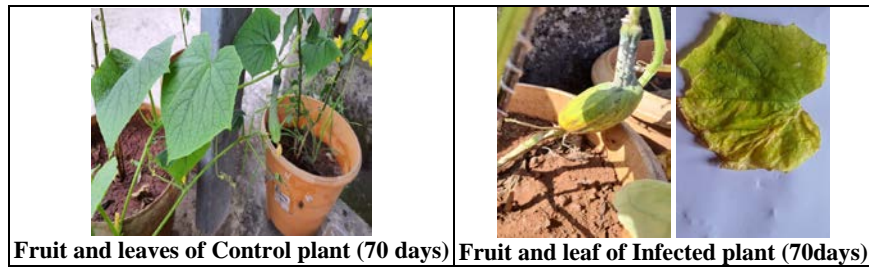 Fruit and leaves of Control plant (70 days)
Fruit and leaf of Infected plant (70days)